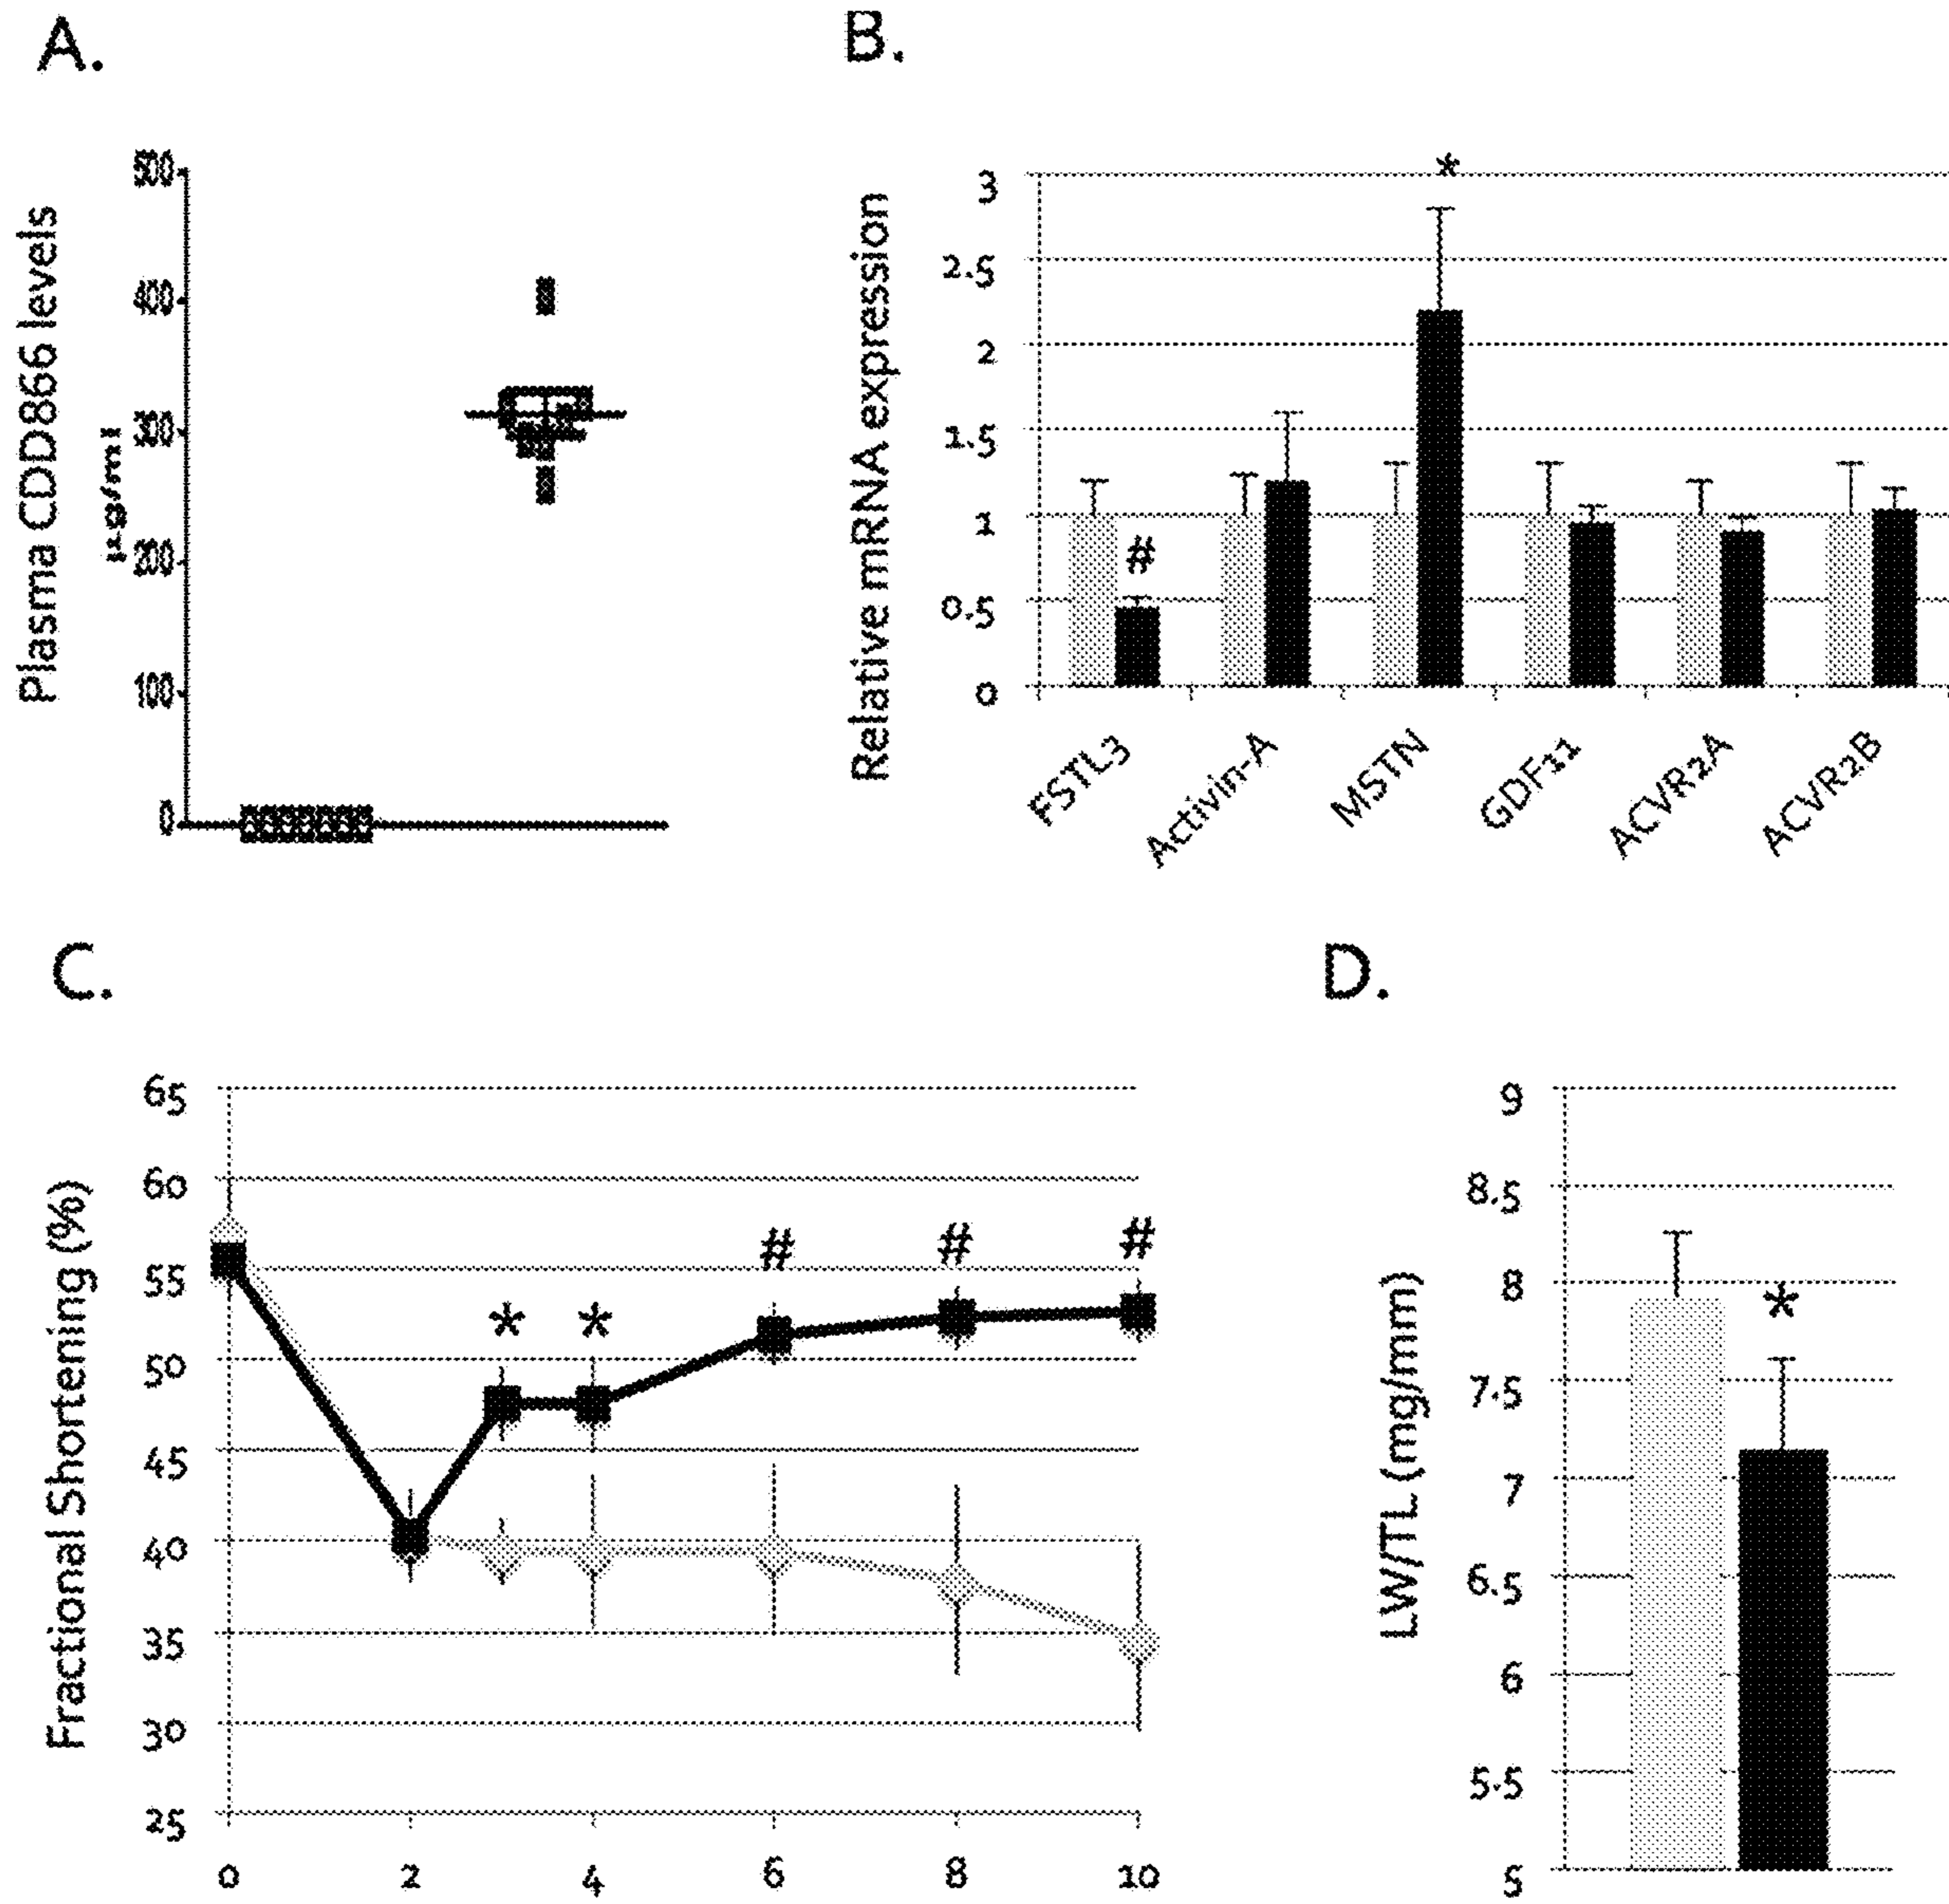 A.
Plasma CDD866 levels
µg/ml
500
400
300
200
100
0
B.
Relative mRNA expression
3
2.5
2
1.5
1
0.5
0
*
#
FSTL3
Activin-A
MSTN
GDF11
ACVR2A
ACVR2B
C.
Fractional Shortening (%)
65
60
55
50
45
40
35
30
25
* * # # #
0 2 4 6 8 10
D.
LW/TL (mg/mm)
9
8.5
8
7.5
7
6.5
6
5.5
5
*